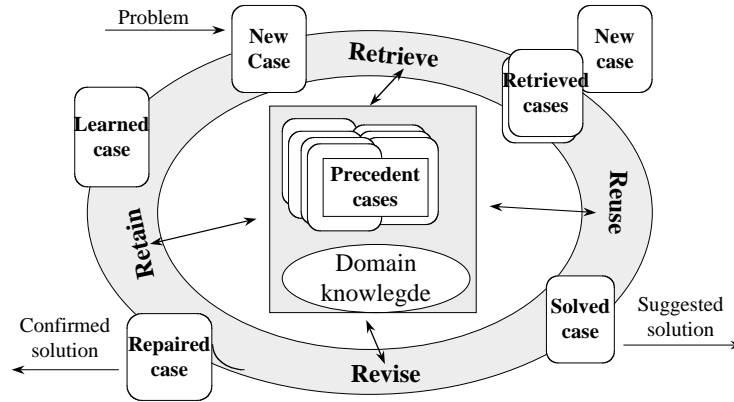 Problem
New
Case
Retrieve
New
case
Retrieved
cases
Learned
case
Precedent
cases
Reuse
Retain
Domain
knowlegde
Solved
case
Suggested
solution
Confirmed
solution
Repaired
case
Revise